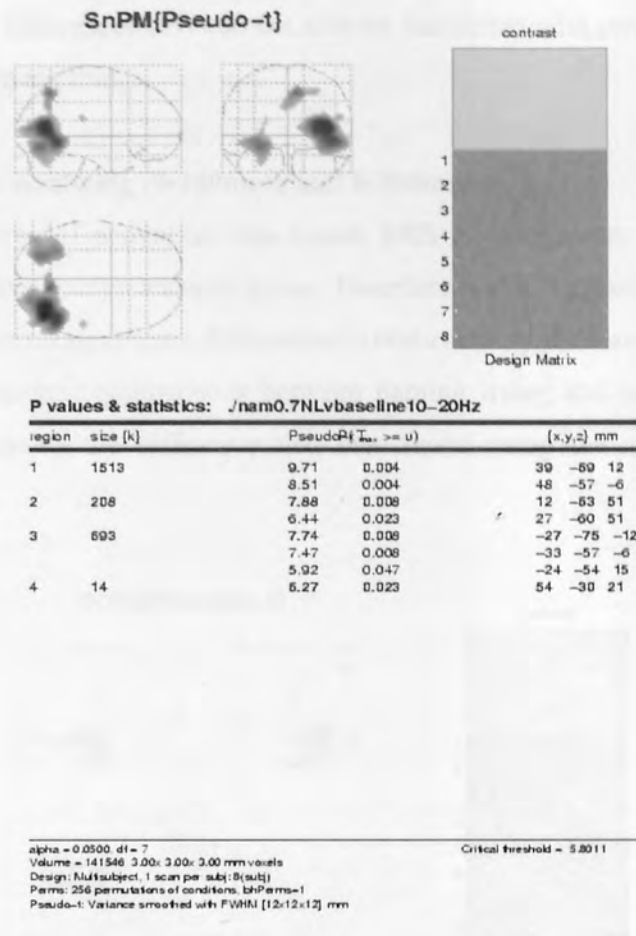 SnPM{Pseudo−t}
contrast
1
2
3
4
5
6
7
8
Design Matrix
P values & statistics: ./nam0.7NLvbaseline10−20Hz
region size {k} {x,y,z} mm
1 1513 9.71 0.004 39 −69 12
8.51 0.004 48 −57 −6
2 208 7.88 0.008 12 −63 51
6.44 0.023 27 −60 51
3 693 7.74 0.008 −27 −75 −12
7.47 0.008 −33 −57 −6
5.92 0.047 −24 −54 15
4 14 6.27 0.023 54 −30 21
alpha = 0.0500, df = 7
Critical threshold = 5.8011
Volume = 141546 3.00x 3.00x 3.00 mm voxels
Design: Multisubject, 1 scan per subj: 8(subj)
Perms: 256 permutations of conditions, bhPerms=1
Pseudo−t: Variance smoothed with FWHM [12x12x12] mm